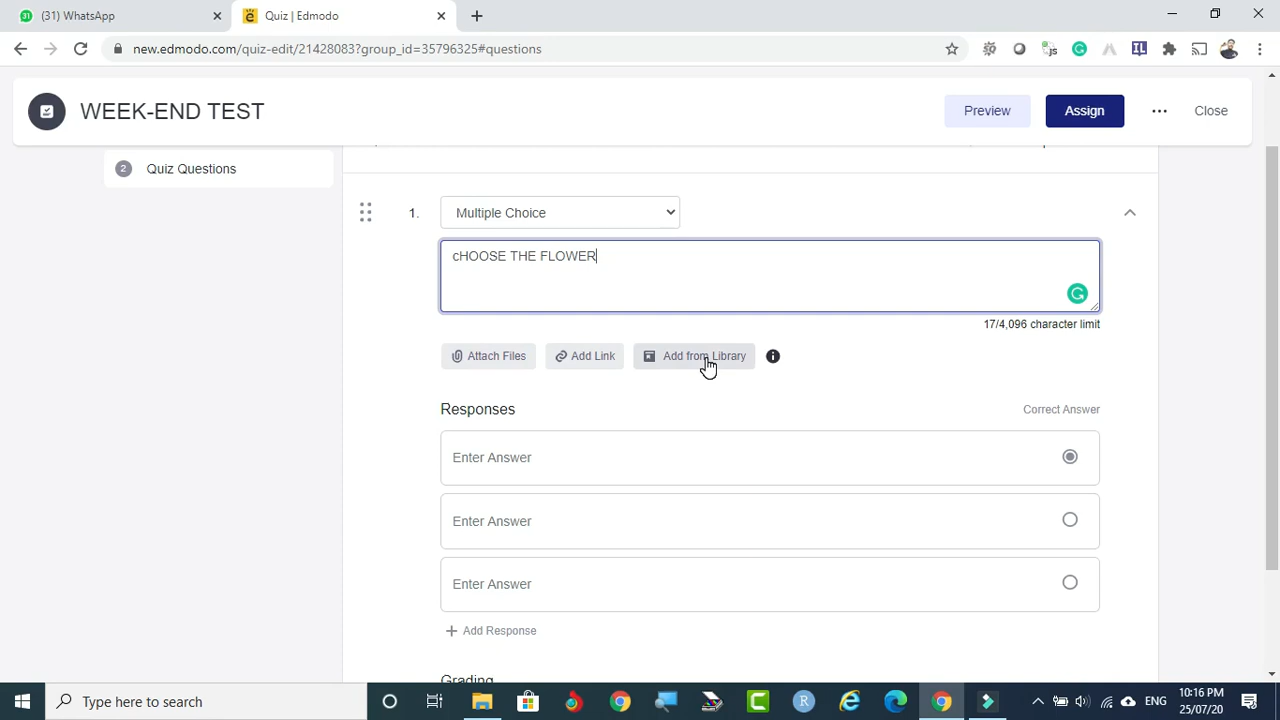 (31) WhatsApp
Quiz | Edmodo
new.edmodo.com/quiz-edit/21428083?group_id=35796325#questions
WEEK-END TEST
Preview
Assign
Close
2 Quiz Questions
1. Multiple Choice
cHOOSE THE FLOWER
17/4,096 character limit
Attach Files
Add Link
Add from Library
Responses
Correct Answer
Enter Answer
Enter Answer
Enter Answer
+ Add Response
Grading
Type here to search
ENG
10:16 PM
25/07/20